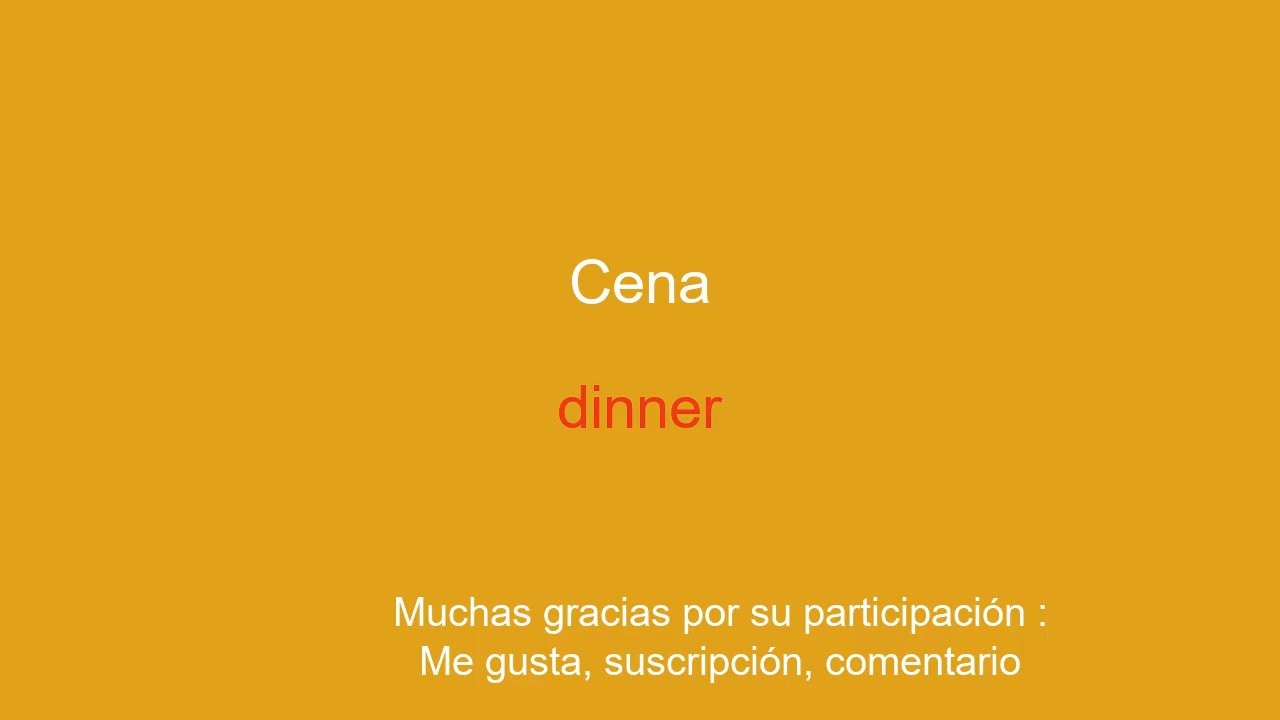 Cena
dinner
Muchas gracias por su participación :
Me gusta, suscripción, comentario